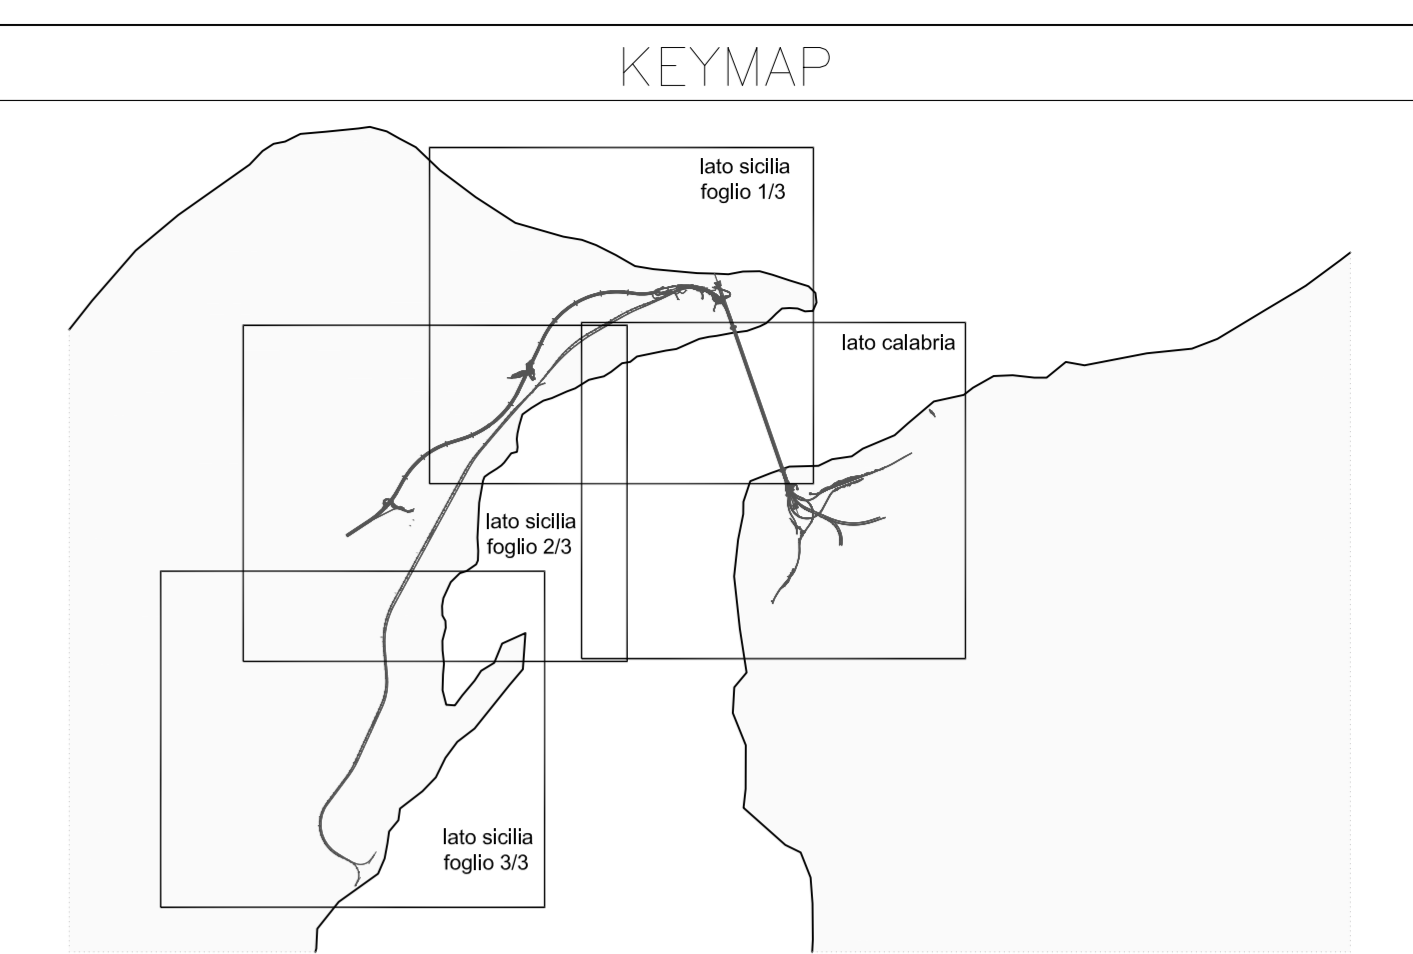 KEYMAP
lato sicilia
foglio 1/3
lato calabria
lato sicilia
foglio 2/3
lato sicilia
foglio 3/3